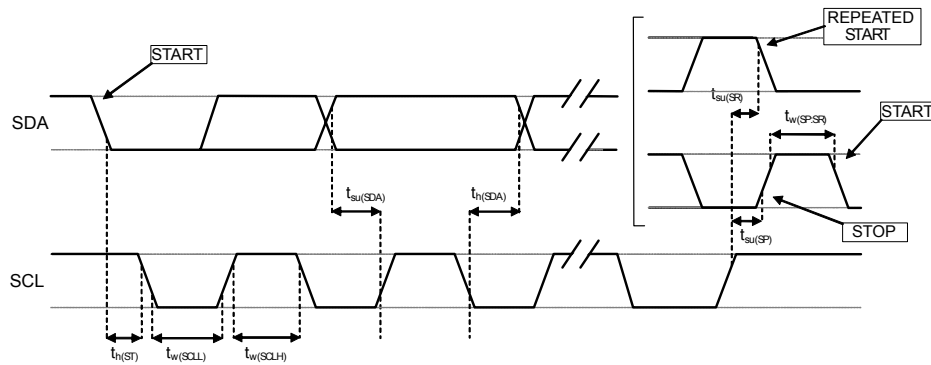 REPEATED
START
START
t_su(SR)
START
t_w(SP:SR)
SDA
t_su(SDA)
t_h(SDA)
STOP
t_su(SP)
SCL
t_h(ST)
t_w(SCLL)
t_w(SCLH)